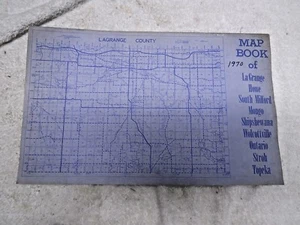 LAGRANGE COUNTY
MAP
BOOK
1970 of
LaGrange
Howe
South Milford
Mongo
Shipshewana
Wolcottville
Ontario
Stroh
Topeka